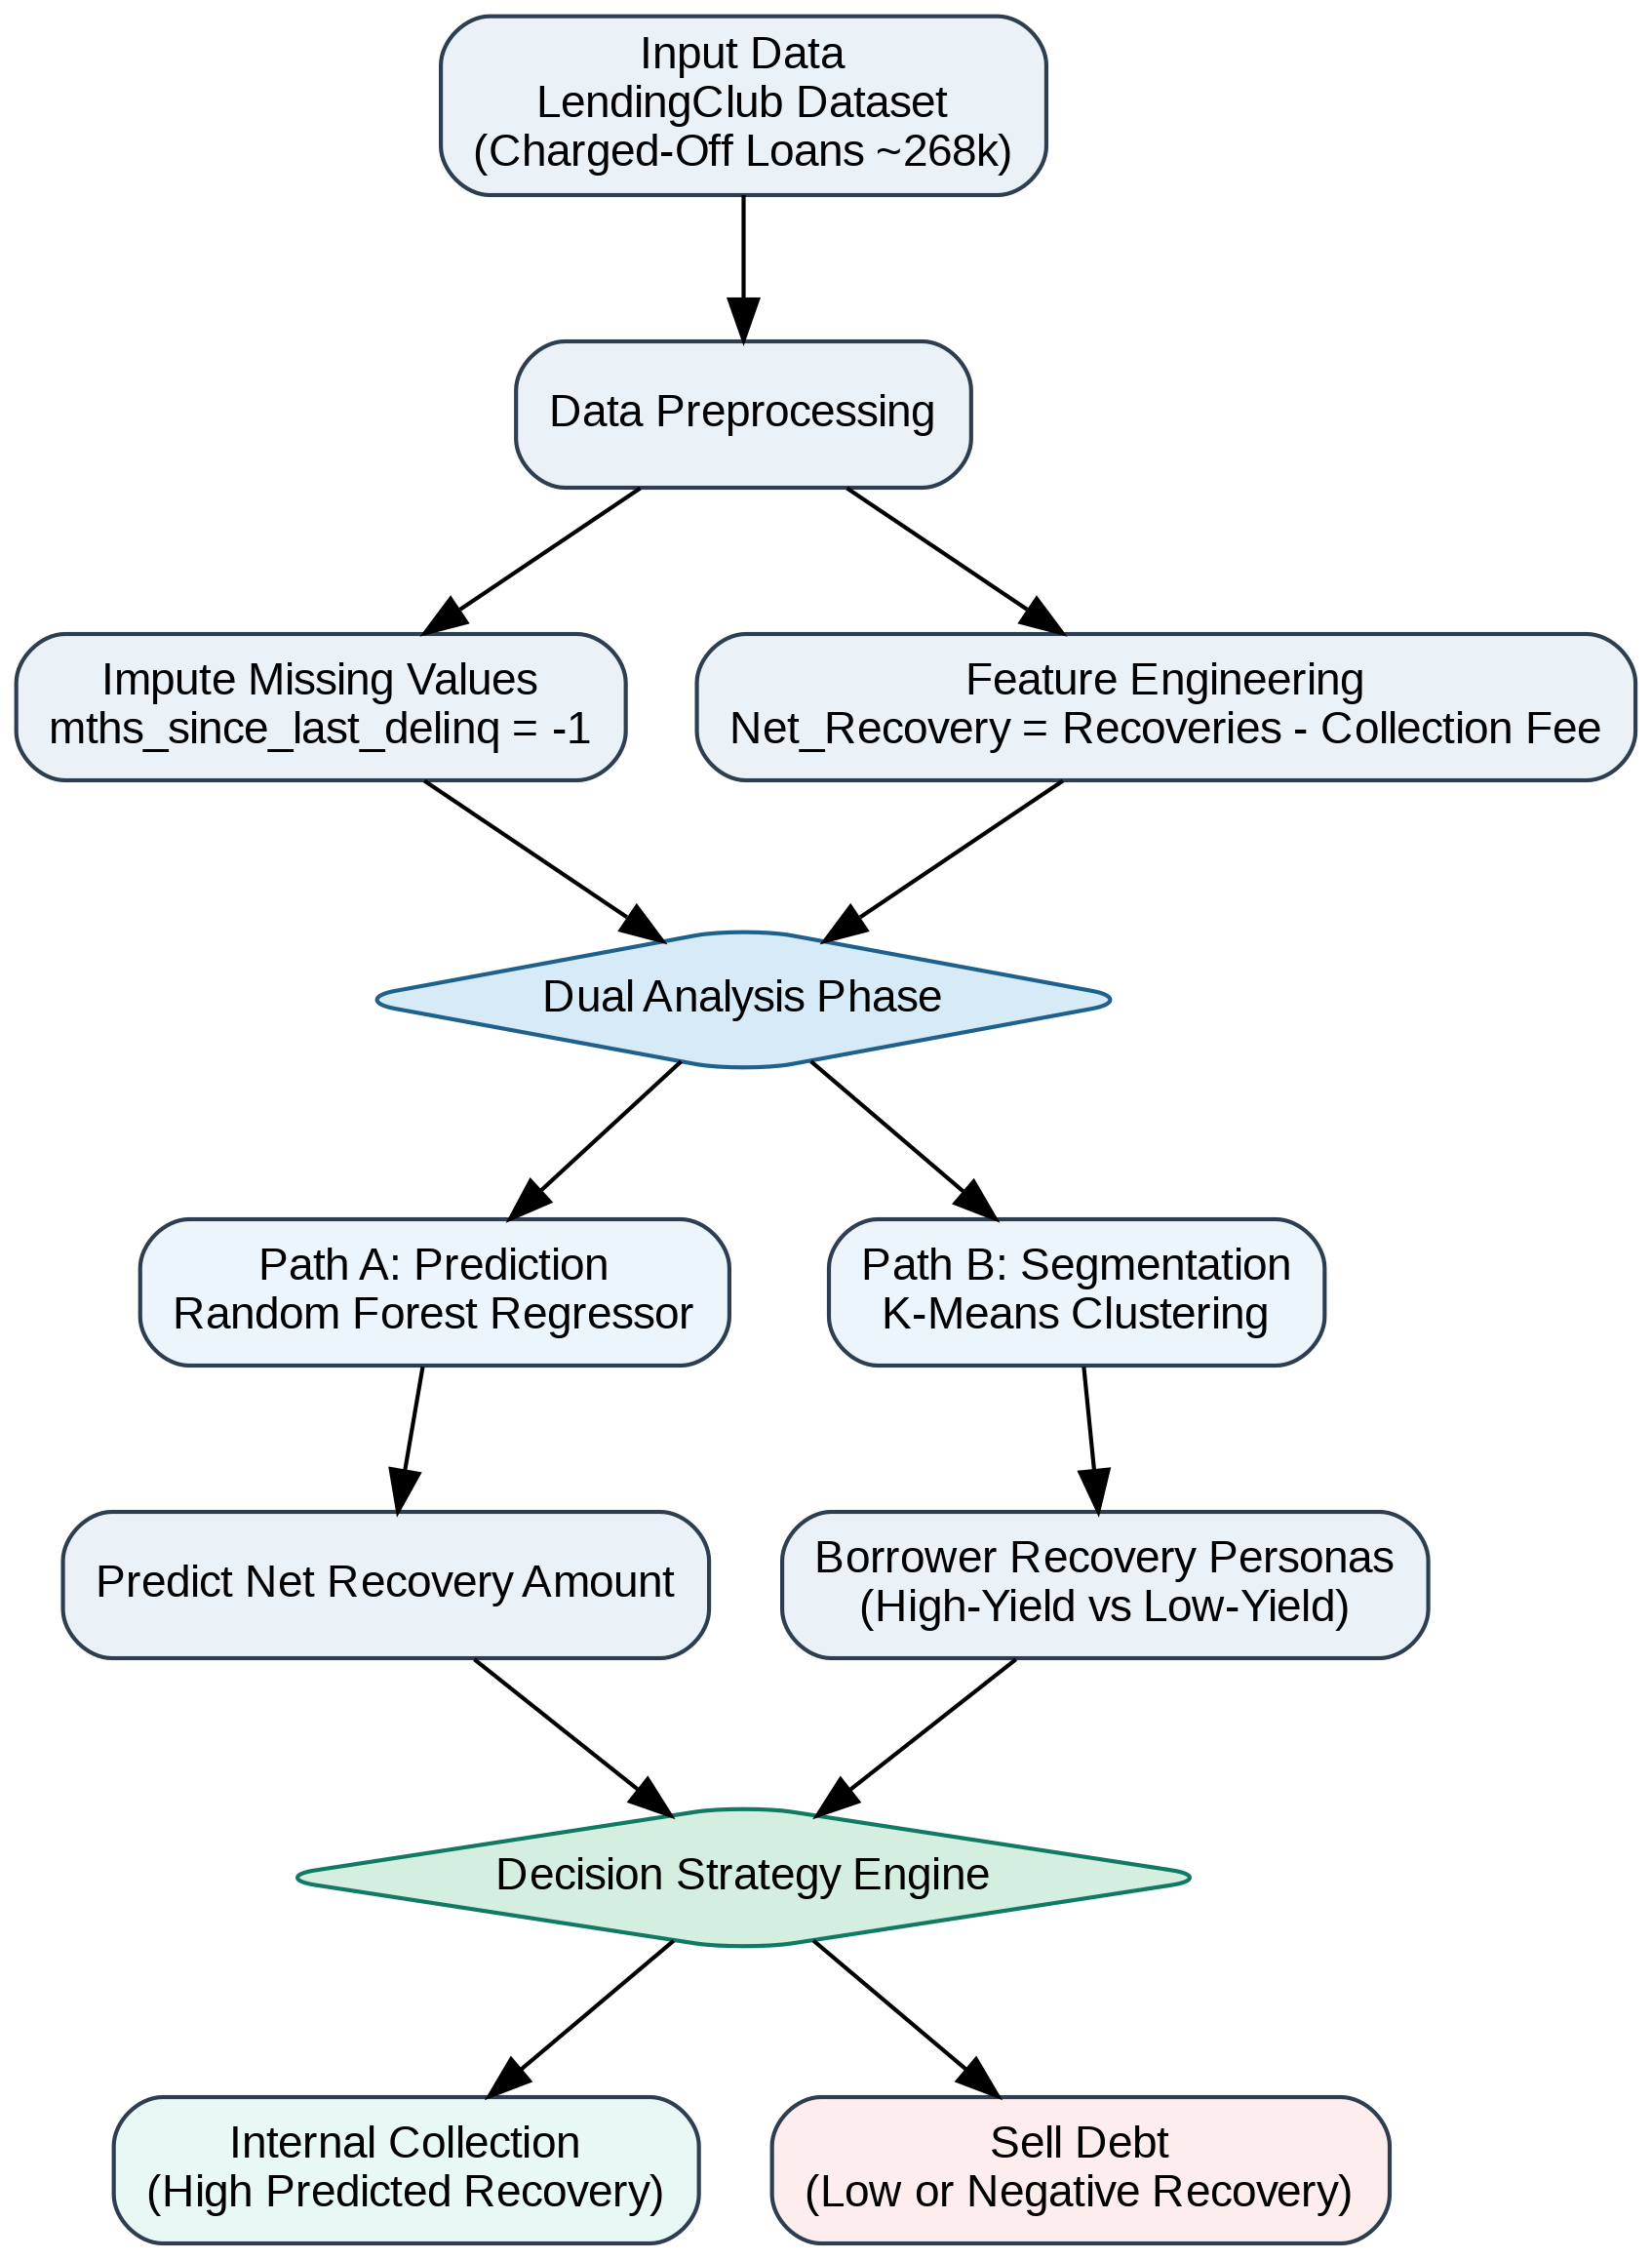 Input Data
LendingClub Dataset
(Charged-Off Loans ~268k)
Data Preprocessing
Impute Missing Values
mths_since_last_delinq = -1
Feature Engineering
Net_Recovery = Recoveries - Collection Fee
Dual Analysis Phase
Path A: Prediction
Random Forest Regressor
Path B: Segmentation
K-Means Clustering
Predict Net Recovery Amount
Borrower Recovery Personas
(High-Yield vs Low-Yield)
Decision Strategy Engine
Internal Collection
(High Predicted Recovery)
Sell Debt
(Low or Negative Recovery)